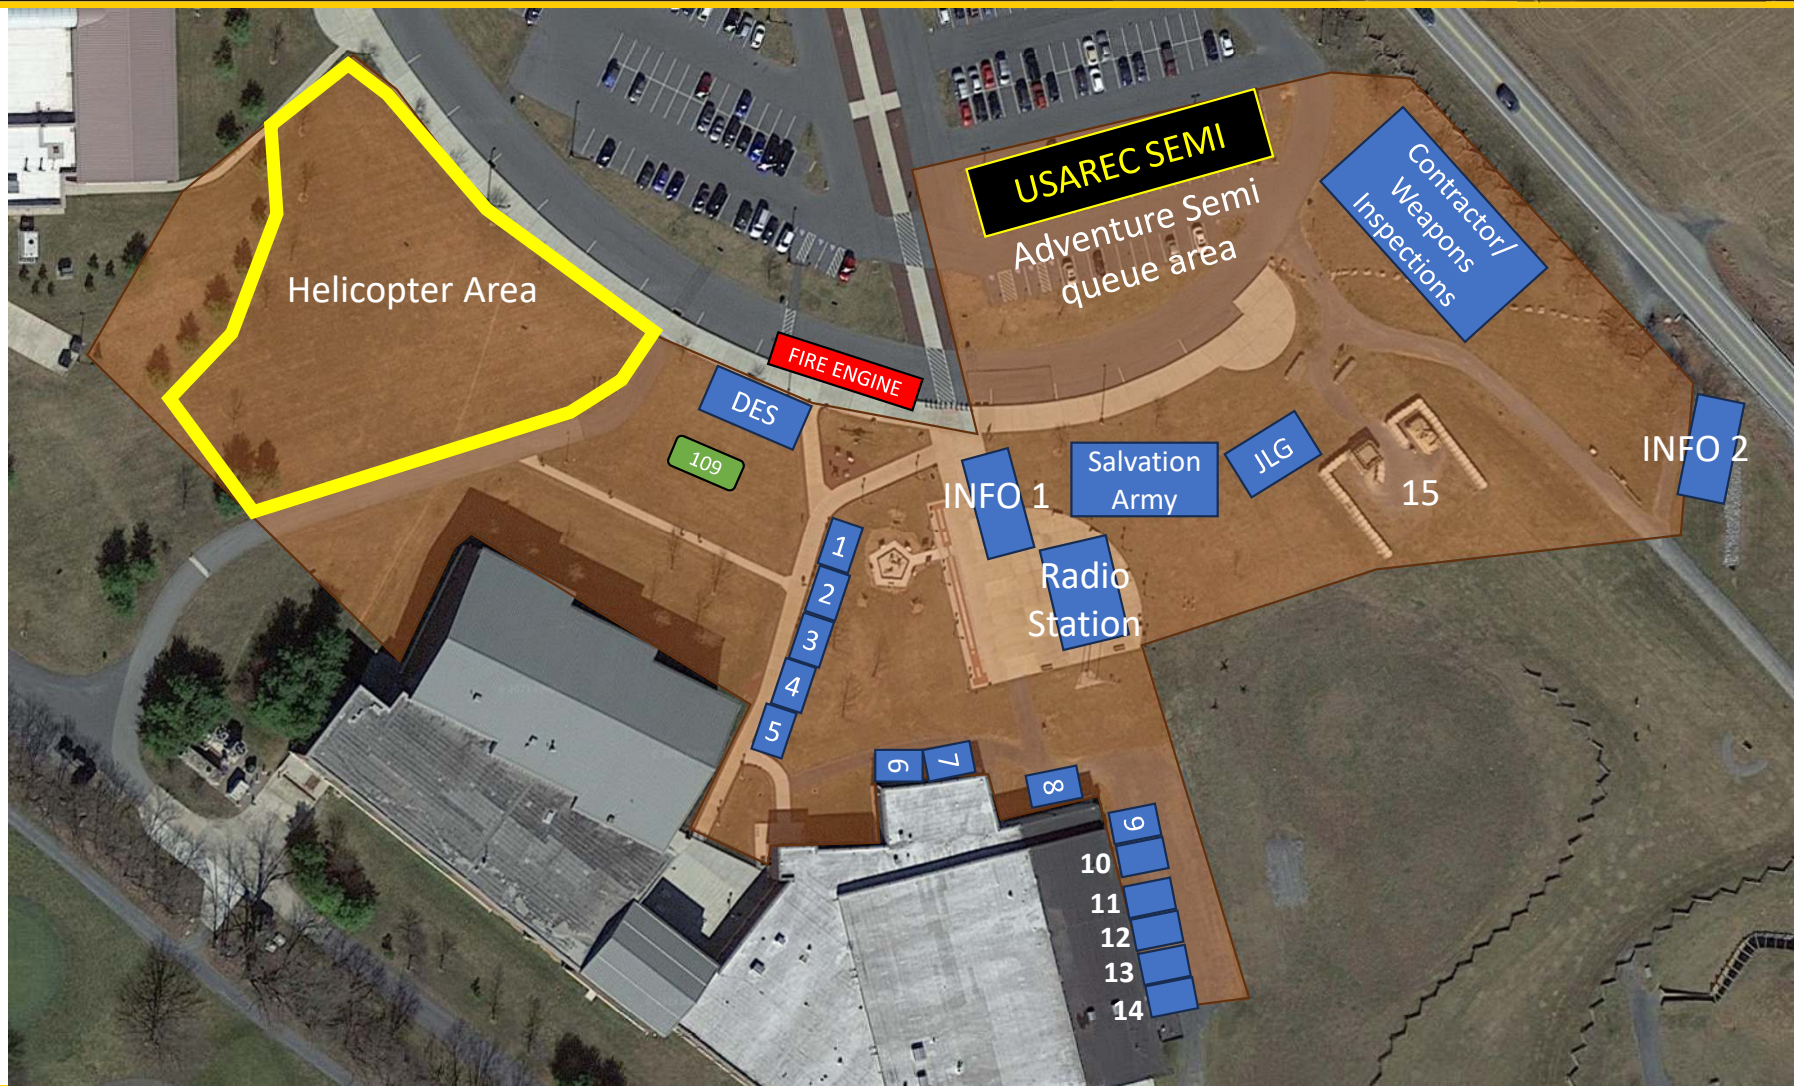 USAREC SEMI
Adventure Semi
queue area
Contractor/
Weapons
Inspections
Helicopter Area
FIRE ENGINE
DES
109
INFO 1
Salvation
Army
JLG
15
INFO 2
Radio
Station
1
2
3
4
5
6
7
8
9
10
11
12
13
14